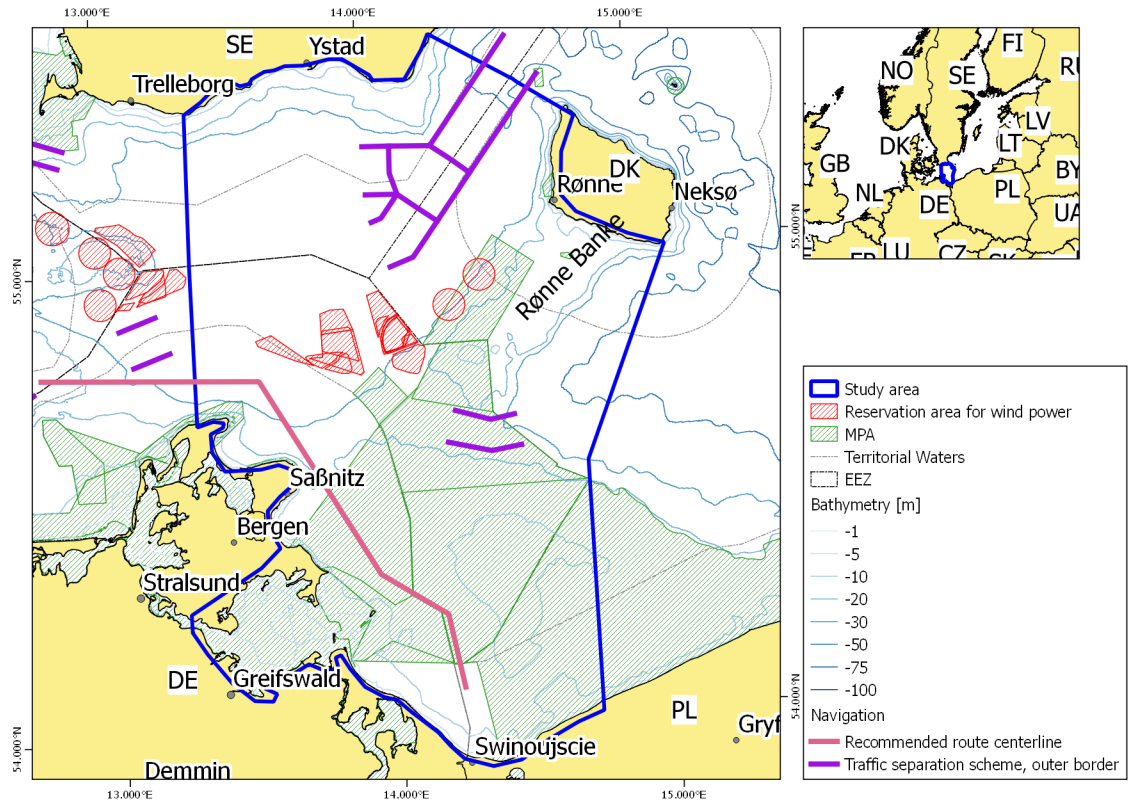 13.000°E
14.000°E
15.000°E
SE
Ystad
Trelleborg
DK
Rønne
Neksø
Rønne Banke
55.000°N
55.000°N
Saßnitz
Bergen
Stralsund
DE
Greifswald
PL
Gryf
Swinoujscie
Demmin
54.000°N
54.000°N
13.000°E
14.000°E
15.000°E
FI
NO
SE
RU
LV
DK
LT
GB
BY
NL
PL
DE
UA
LU
CZ
SK
Study area
Reservation area for wind power
MPA
Territorial Waters
EEZ
Bathymetry [m]
-1
-5
-10
-20
-30
-50
-75
-100
Navigation
Recommended route centerline
Traffic separation scheme, outer border